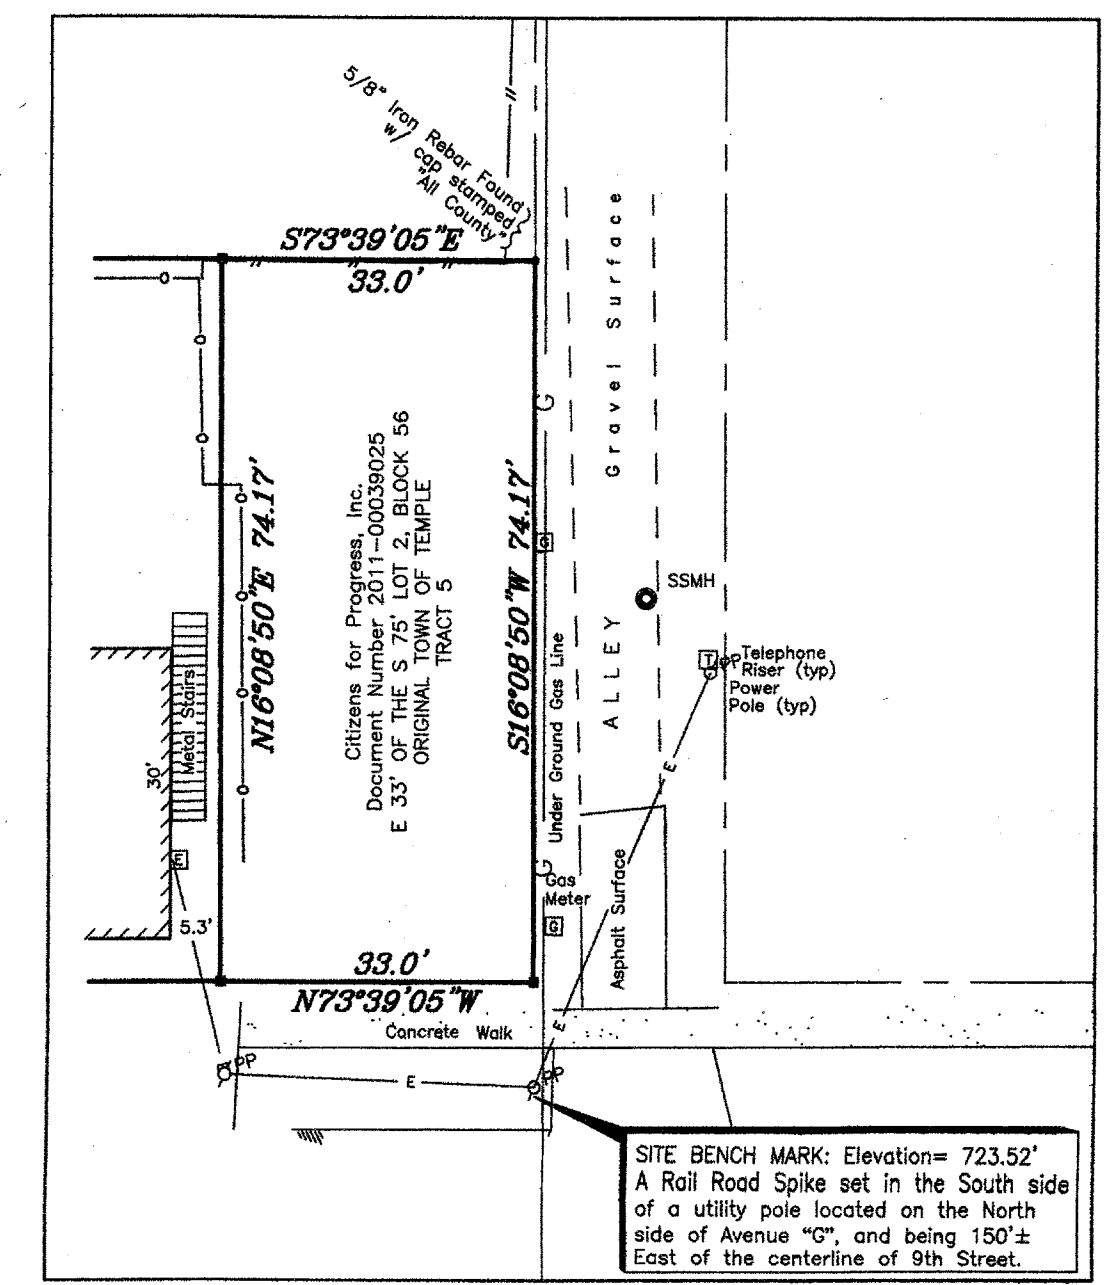 5/8" Iron Rebar Found
w/ cap stamped
"All County"
S73°39'05"E
33.0'
N16°08'50"E 74.17'
Citizens for Progress, Inc.
Document Number 2011-00039025
E 33' OF THE S 75' LOT 2, BLOCK 56
ORIGINAL TOWN OF TEMPLE
TRACT 5
S16°08'50"W 74.17'
G
G
Under Ground Gas Line
ALLEY Gravel Surface
SSMH
T
PP
Telephone
Riser (typ)
Power
Pole (typ)
E
Metal Stairs
30'
E
5.3'
G
Gas
Meter
G
Asphalt Surface
33.0'
N73°39'05"W
E
Concrete Walk
PP
E
PP
SITE BENCH MARK: Elevation= 723.52'
A Rail Road Spike set in the South side
of a utility pole located on the North
side of Avenue "G", and being 150'±
East of the centerline of 9th Street.